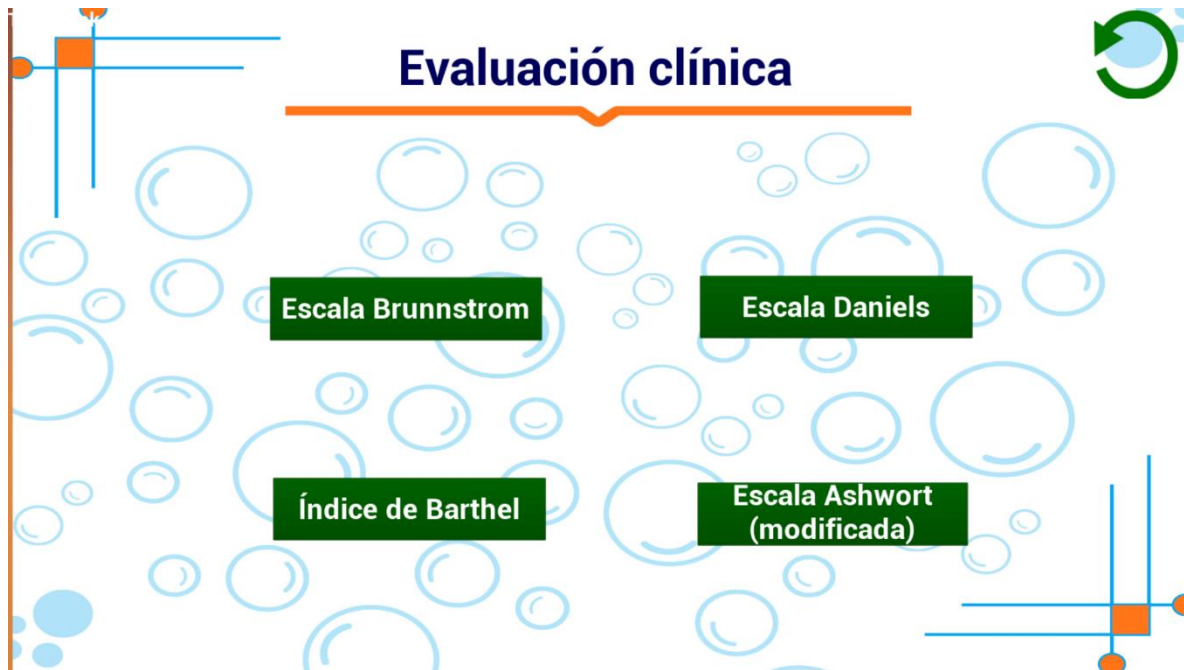 Evaluación clínica
Escala Brunnstrom
Escala Daniels
Índice de Barthel
Escala Ashwort
(modificada)